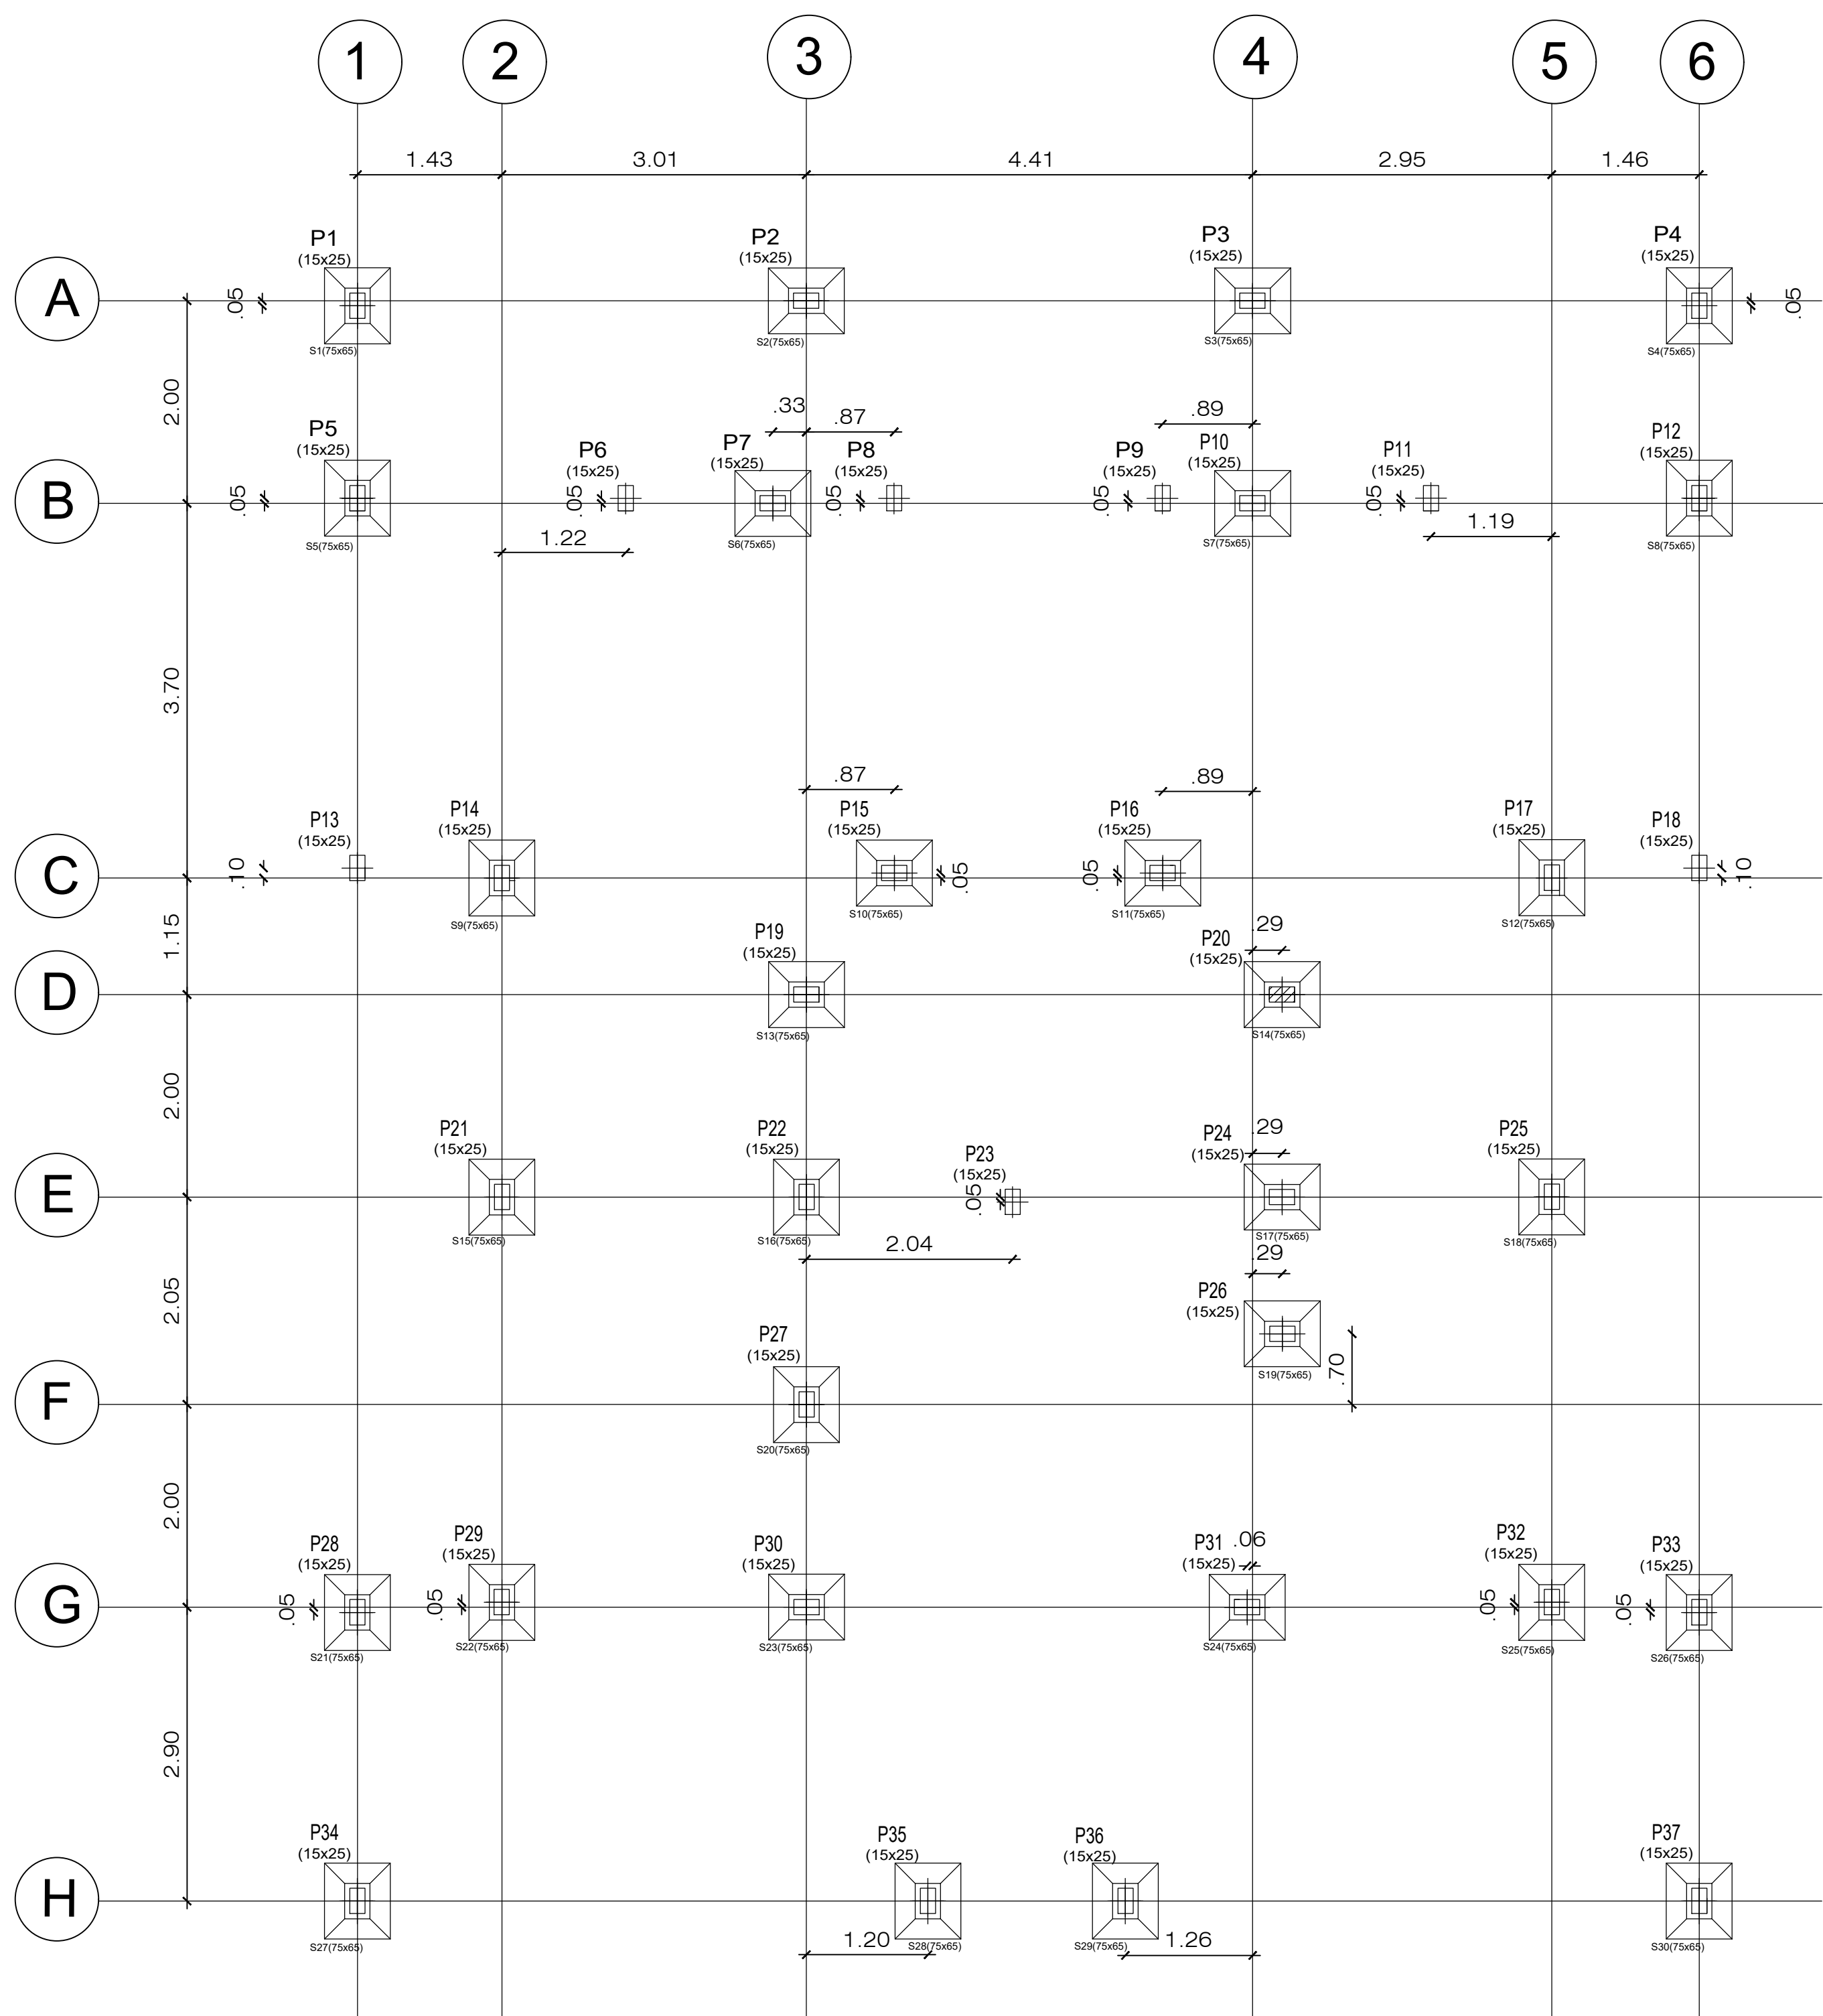 1
2
3
4
5
6
1.43
3.01
4.41
2.95
1.46
P1
(15x25)
P2
(15x25)
P3
(15x25)
P4
(15x25)
A
.05
.05
S1(75x65)
S2(75x65)
S3(75x65)
S4(75x65)
2.00
.33
.87
.89
P5
(15x25)
P6
(15x25)
P7
(15x25)
P8
(15x25)
P9
(15x25)
P10
(15x25)
P11
(15x25)
P12
(15x25)
B
.05
.05
.05
.05
.05
1.22
1.19
S5(75x65)
S6(75x65)
S7(75x65)
S8(75x65)
3.70
.87
.89
P13
(15x25)
P14
(15x25)
P15
(15x25)
P16
(15x25)
P17
(15x25)
P18
(15x25)
C
.10
.05
.05
.10
S9(75x65)
S10(75x65)
S11(75x65)
S12(75x65)
1.15
.29
P19
(15x25)
P20
(15x25)
D
S13(75x65)
S14(75x65)
2.00
.29
P21
(15x25)
P22
(15x25)
P23
(15x25)
P24
(15x25)
P25
(15x25)
E
.05
S15(75x65)
S16(75x65)
S17(75x65)
S18(75x65)
2.04
.29
2.05
P26
(15x25)
P27
(15x25)
.70
S19(75x65)
F
S20(75x65)
2.00
.06
P28
(15x25)
P29
(15x25)
P30
(15x25)
P31
(15x25)
P32
(15x25)
P33
(15x25)
G
.05
.05
.05
.05
S21(75x65)
S22(75x65)
S23(75x65)
S24(75x65)
S25(75x65)
S26(75x65)
2.90
P34
(15x25)
P35
(15x25)
P36
(15x25)
P37
(15x25)
H
1.20
1.26
S27(75x65)
S28(75x65)
S29(75x65)
S30(75x65)